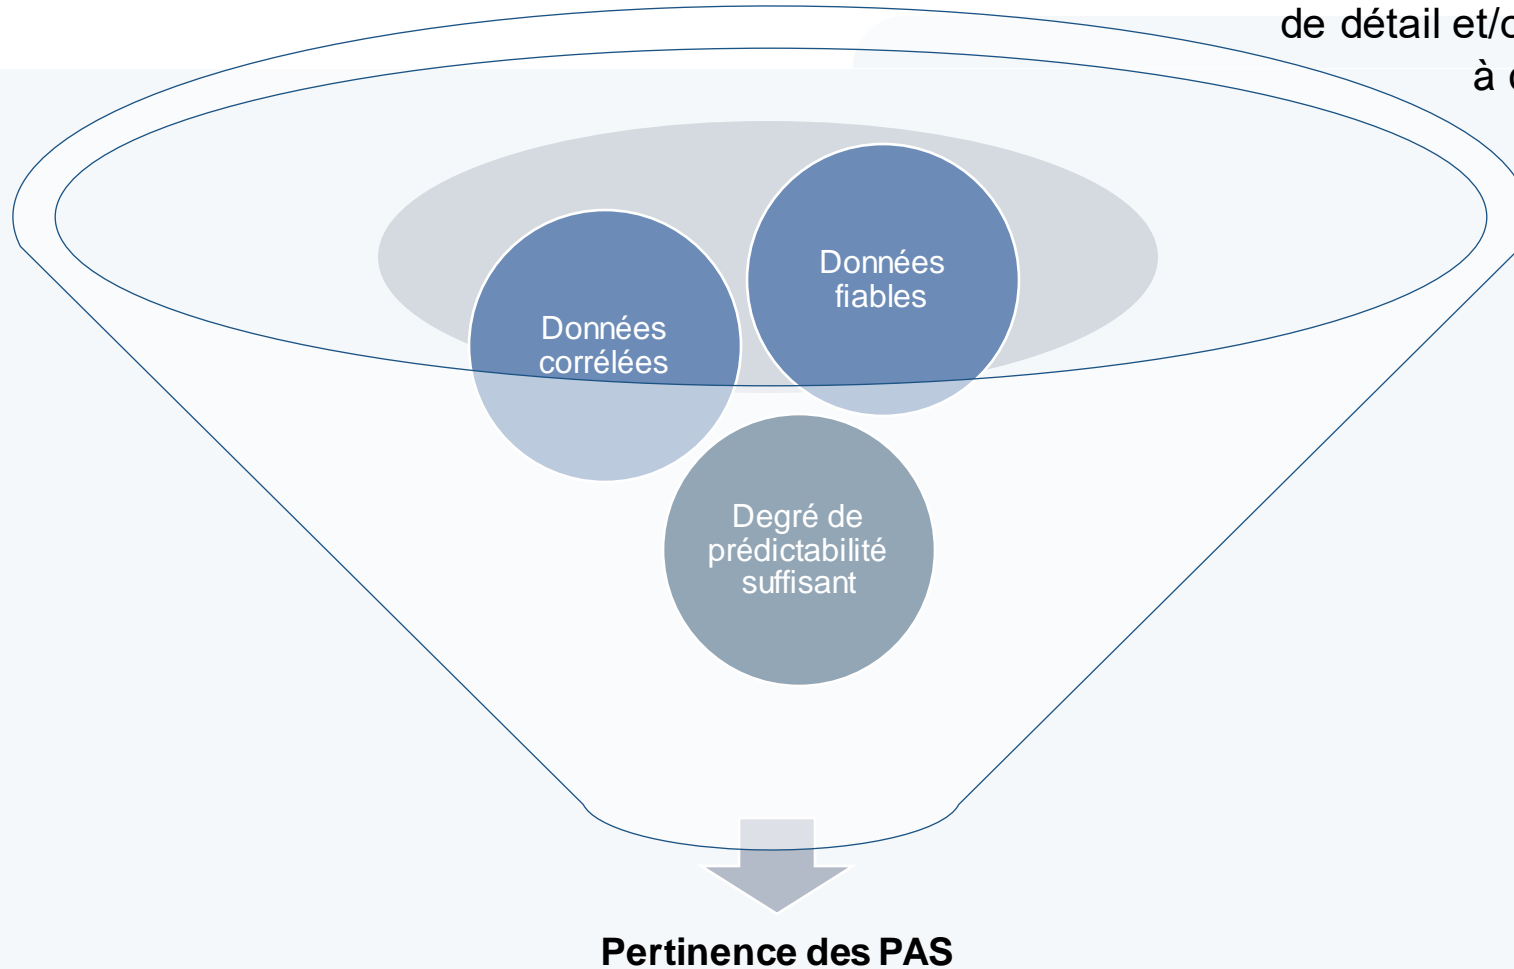 de détail et/o
à
Données
fiables
Données
corrélées
Degré de
prédictabilité
suffisant
Pertinence des PAS